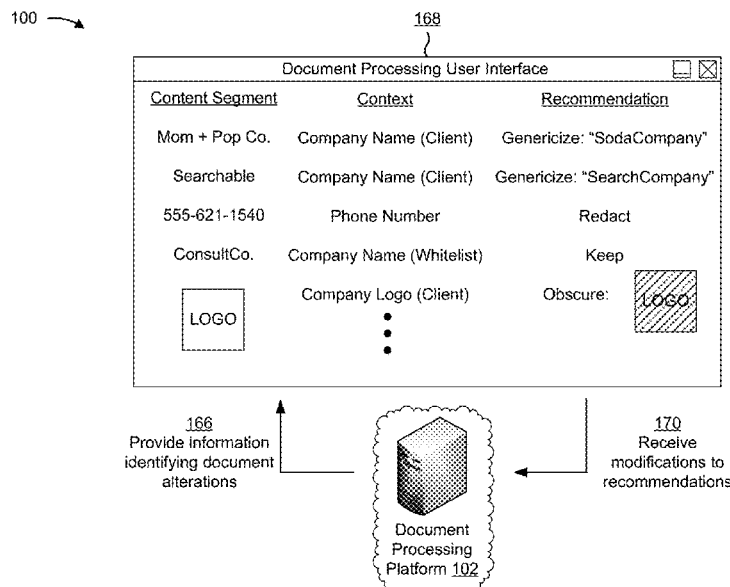 100
168
Document Processing User Interface
Content Segment Context Recommendation
Mom + Pop Co. Company Name (Client) Genericize: “SodaCompany”
Searchable Company Name (Client) Genericize: “SearchCompany”
555-621-1540 Phone Number Redact
ConsultCo. Company Name (Whitelist) Keep
LOGO Company Logo (Client) Obscure: LOGO
166
Provide information
identifying document
alterations
170
Receive
modifications to
recommendations
Document
Processing
Platform 102